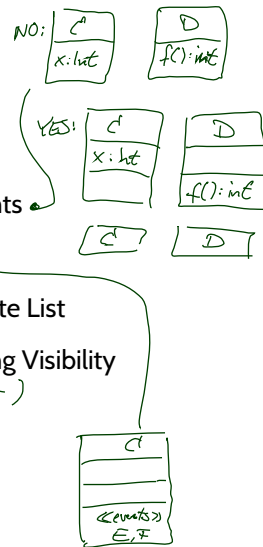 NO: C D
x: Int f(): int
YES: C D
x: Int
f(): int
nts
C D
te List
ng Visibility
)
C
<<events>>
E, F